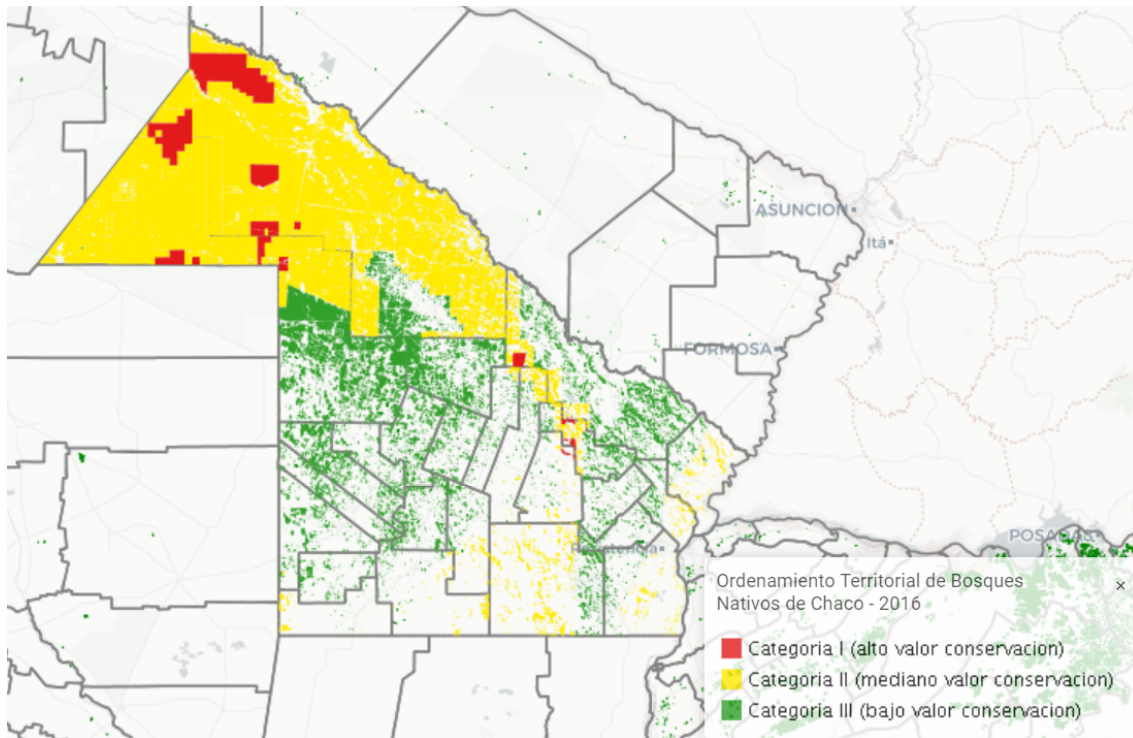 ASUNCION
Itá
FORMOSA
POSADAS
Resistencia
Ordenamiento Territorial de Bosques
Nativos de Chaco - 2016
×
Categoria I (alto valor conservacion)
Categoria II (mediano valor conservacion)
Categoria III (bajo valor conservacion)